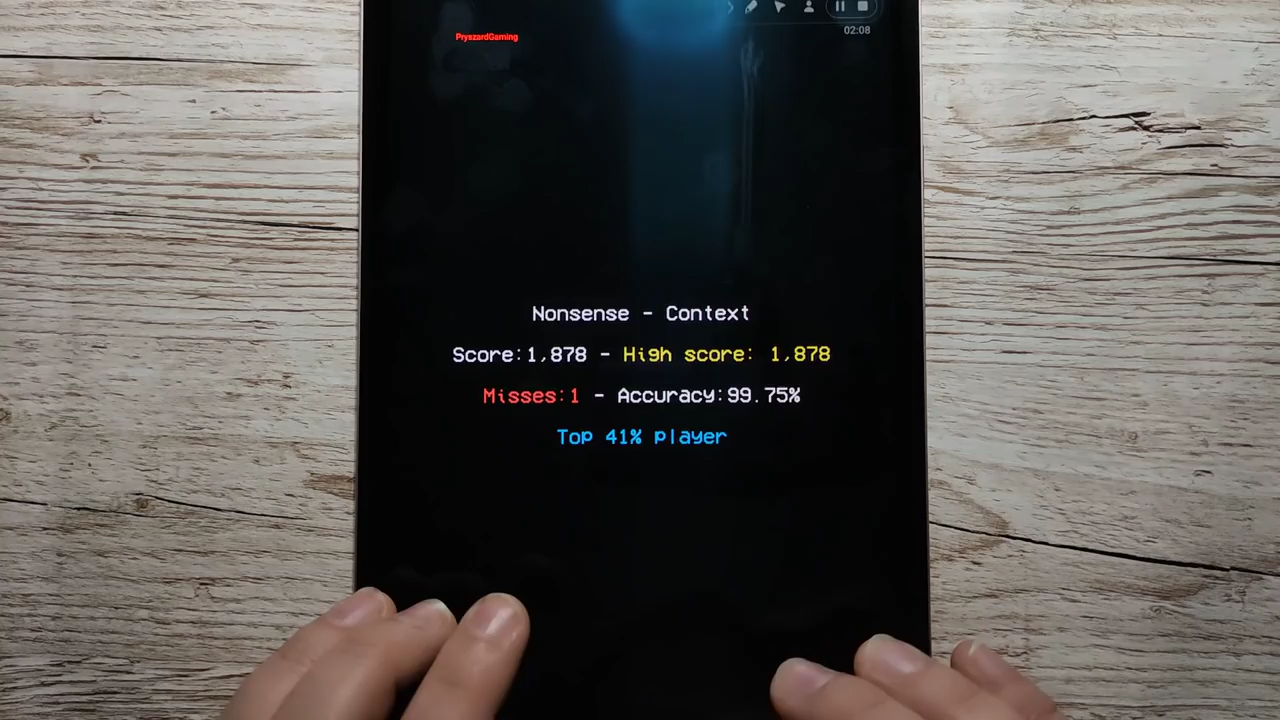 PryszardGaming
02:08
Nonsense - Context
Score:1,878 - High score: 1,878
Misses:1 - Accuracy:99.75%
Top 41% player